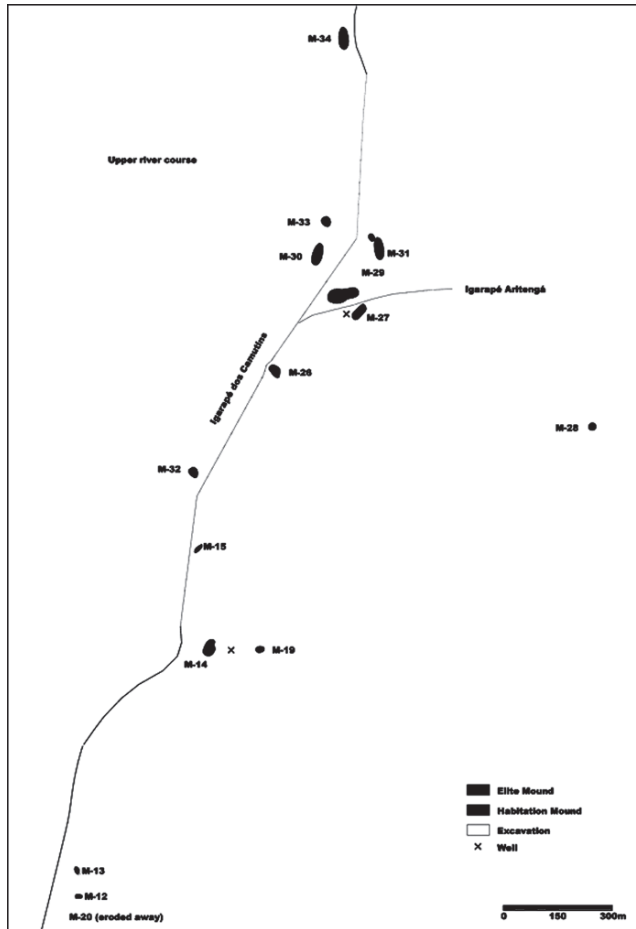 M-34
Upper river course
M-33
M-30
M-31
M-29
Igarapé Aritengá
M-27
Igarapé dos Camutins
M-26
M-28
M-32
M-15
M-14
M-19
Elite Mound
Habitation Mound
Excavation
Well
M-13
M-12
M-20 (eroded away)
0 150 300m